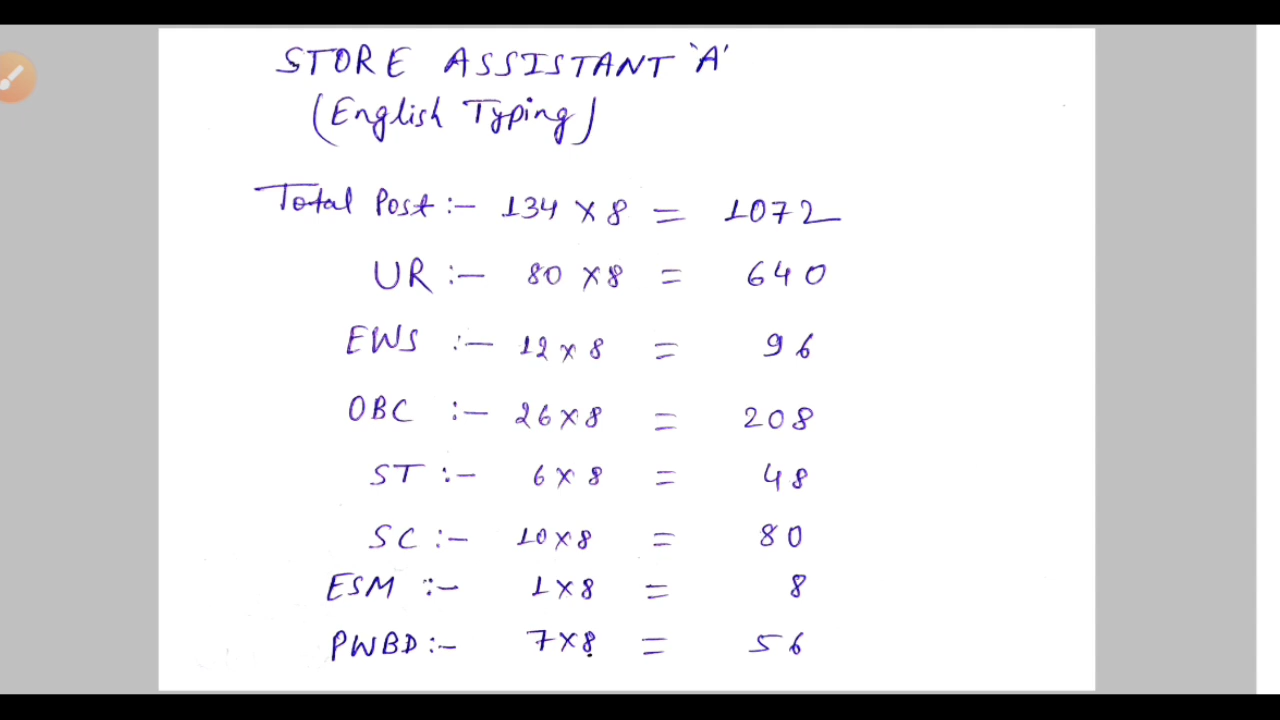 STORE ASSISTANT 'A'
(English Typing)
Total Post :- 134 × 8 = 1072
UR :- 80 × 8 = 640
EWS :- 12 × 8 = 96
OBC :- 26 × 8 = 208
ST :- 6 × 8 = 48
SC :- 10 × 8 = 80
ESM :- 1 × 8 = 8
PWBD :- 7 × 8 = 56